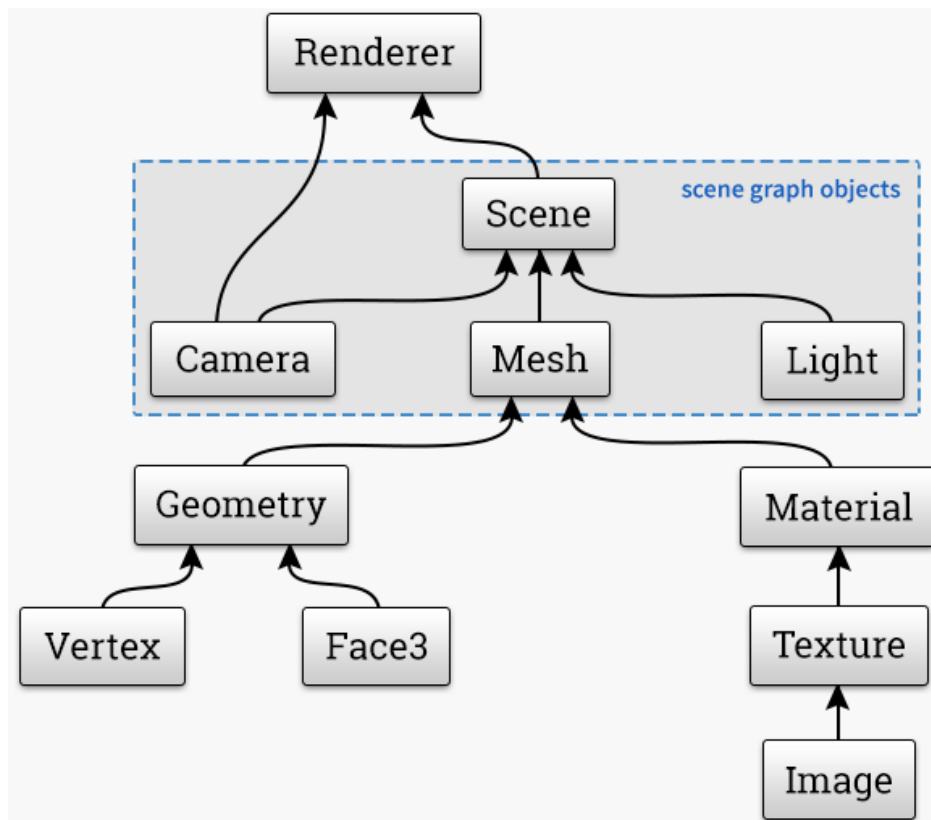 Renderer
scene graph objects
Scene
Camera
Mesh
Light
Geometry
Material
Vertex
Face3
Texture
Image